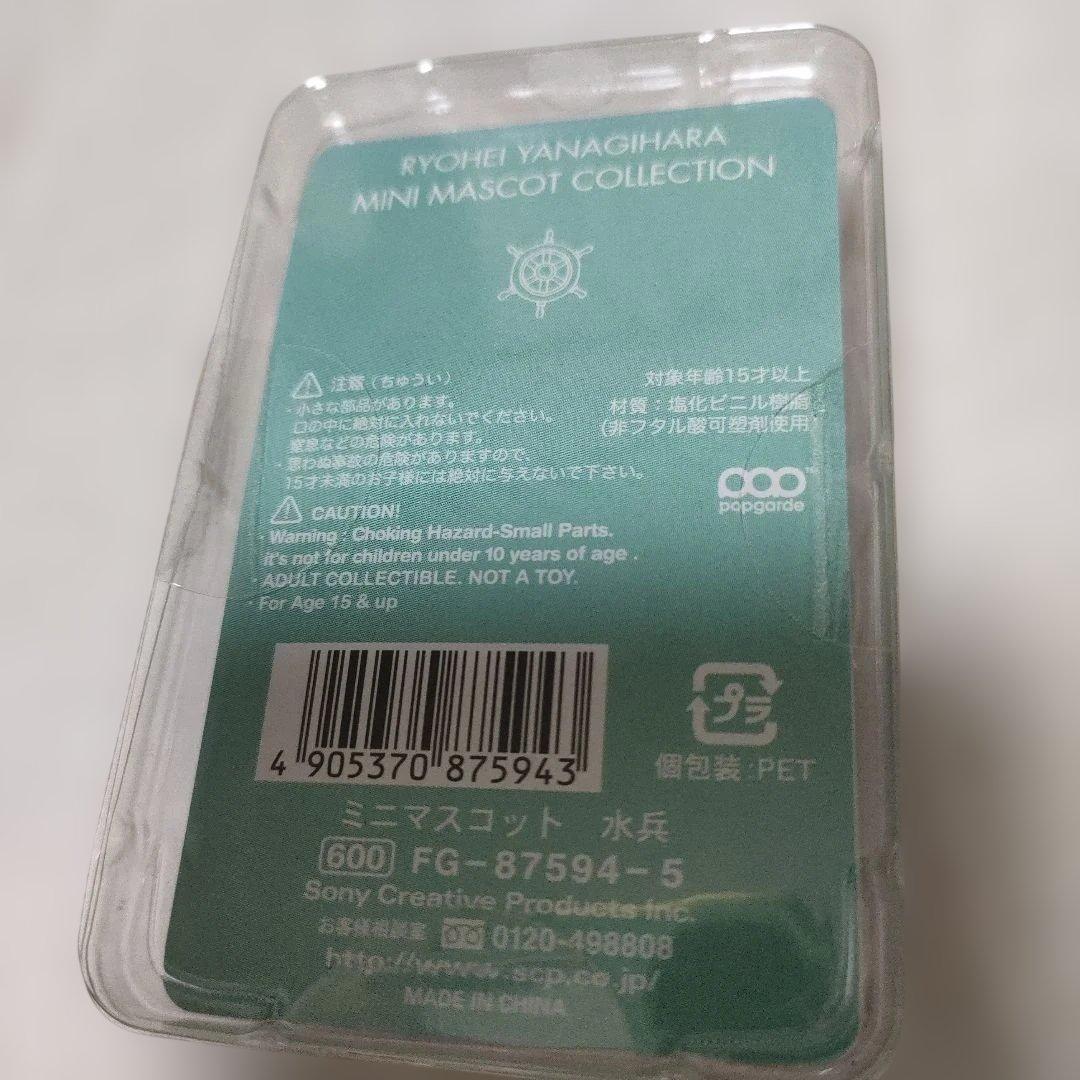 RYOHEI YANAGIHARA
MINI MASCOT COLLECTION
注意（ちゅうい）
・小さな部品があります。
口の中に絶対に入れないでください。
窒息などの危険があります。
・思わぬ事故の危険がありますので、
15才未満のお子様には絶対に与えないで下さい。
対象年齢15才以上
材質：塩化ビニル樹脂
(非フタル酸可塑剤使用)
popgarde
CAUTION!
・Warning : Choking Hazard-Small Parts.
It's not for children under 10 years of age .
・ADULT COLLECTIBLE. NOT A TOY.
・For Age 15 & up
4 905370 875943
プラ
個包装:PET
ミニマスコット 水兵
600 FG-87594-5
Sony Creative Products Inc.
お客様相談室 0120-498808
http://www.scp.co.jp/
MADE IN CHINA